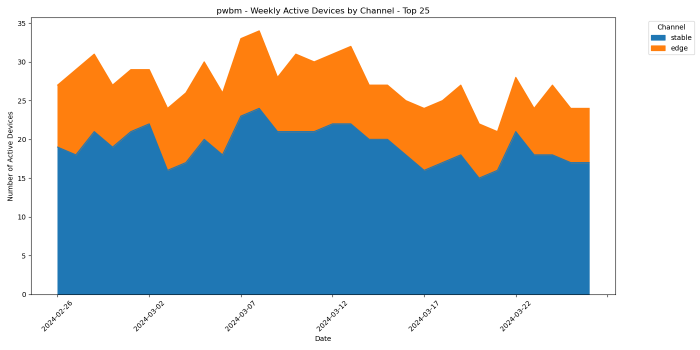 pwbm - Weekly Active Devices by Channel - Top 25
Channel
stable
edge
Number of Active Devices
35
30
25
20
15
10
5
0
2024-02-26
2024-03-02
2024-03-07
2024-03-12
2024-03-17
2024-03-22
Date